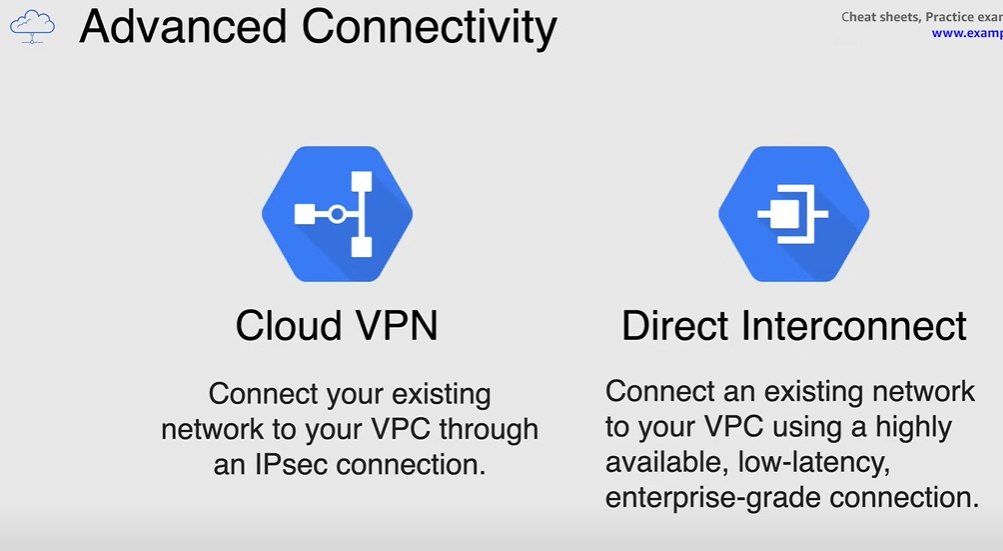 Advanced Connectivity
Cheat sheets, Practice exa
www.examp
Cloud VPN
Connect your existing
network to your VPC through
an IPsec connection.
Direct Interconnect
Connect an existing network
to your VPC using a highly
available, low-latency,
enterprise-grade connection.